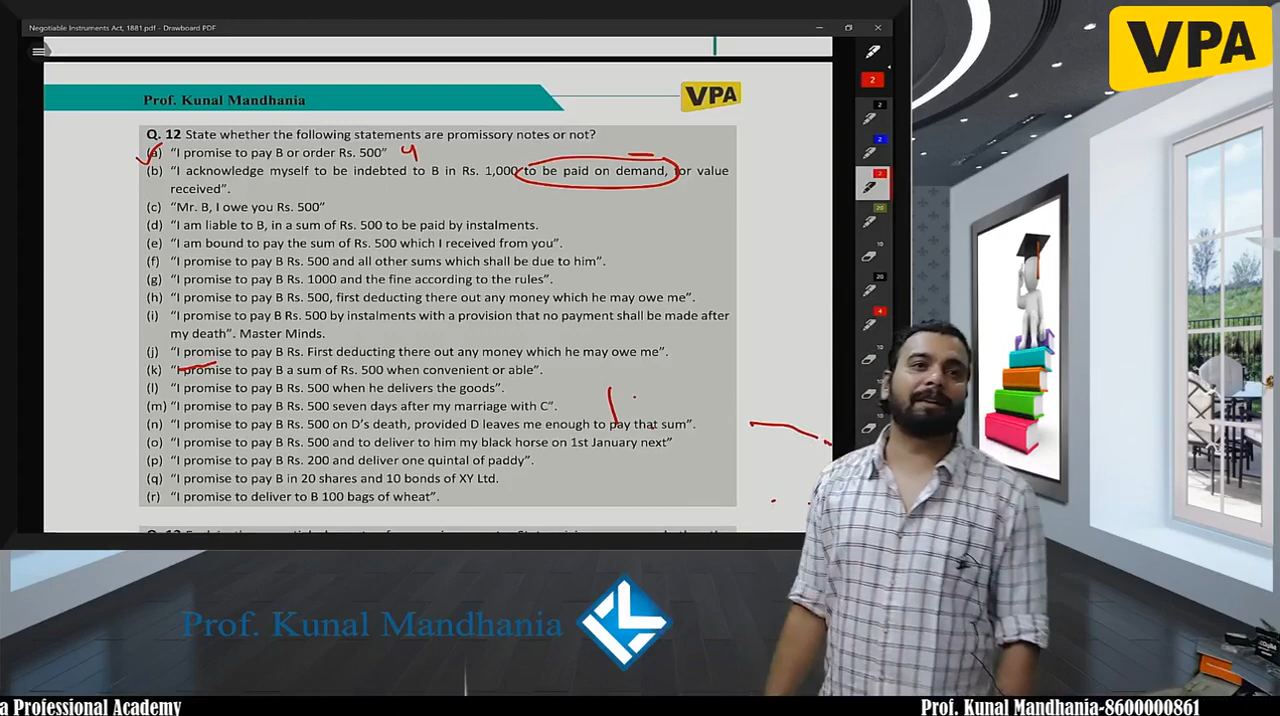 Negotiable Instruments Act, 1881.pdf - Drawboard PDF
VPA
Prof. Kunal Mandhania
VPA
Q. 12 State whether the following statements are promissory notes or not?
(a) “I promise to pay B or order Rs. 500”
(b) “I acknowledge myself to be indebted to B in Rs. 1,000 to be paid on demand, for value
received”.
(c) “Mr. B, I owe you Rs. 500”
(d) “I am liable to B, in a sum of Rs. 500 to be paid by instalments.
(e) “I am bound to pay the sum of Rs. 500 which I received from you”.
(f) “I promise to pay B Rs. 500 and all other sums which shall be due to him”.
(g) “I promise to pay B Rs. 1000 and the fine according to the rules”.
(h) “I promise to pay B Rs. 500, first deducting there out any money which he may owe me”.
(i) “I promise to pay B Rs. 500 by instalments with a provision that no payment shall be made after
my death”. Master Minds.
(j) “I promise to pay B Rs. First deducting there out any money which he may owe me”.
(k) “I promise to pay B a sum of Rs. 500 when convenient or able”.
(l) “I promise to pay B Rs. 500 when he delivers the goods”.
(m) “I promise to pay B Rs. 500 seven days after my marriage with C”.
(n) “I promise to pay B Rs. 500on D’s death, provided D leaves me enough to pay that sum”.
(o) “I promise to pay B Rs. 500 and to deliver to him my black horse on 1st January next”
(p) “I promise to pay B Rs. 200 and deliver one quintal of paddy”.
(q) “I promise to pay B in 20 shares and 10 bonds of XY Ltd.
(r) “I promise to deliver to B 100 bags of wheat”.
Prof. Kunal Mandhania
a Professional Academy
Prof. Kunal Mandhania-8600000861